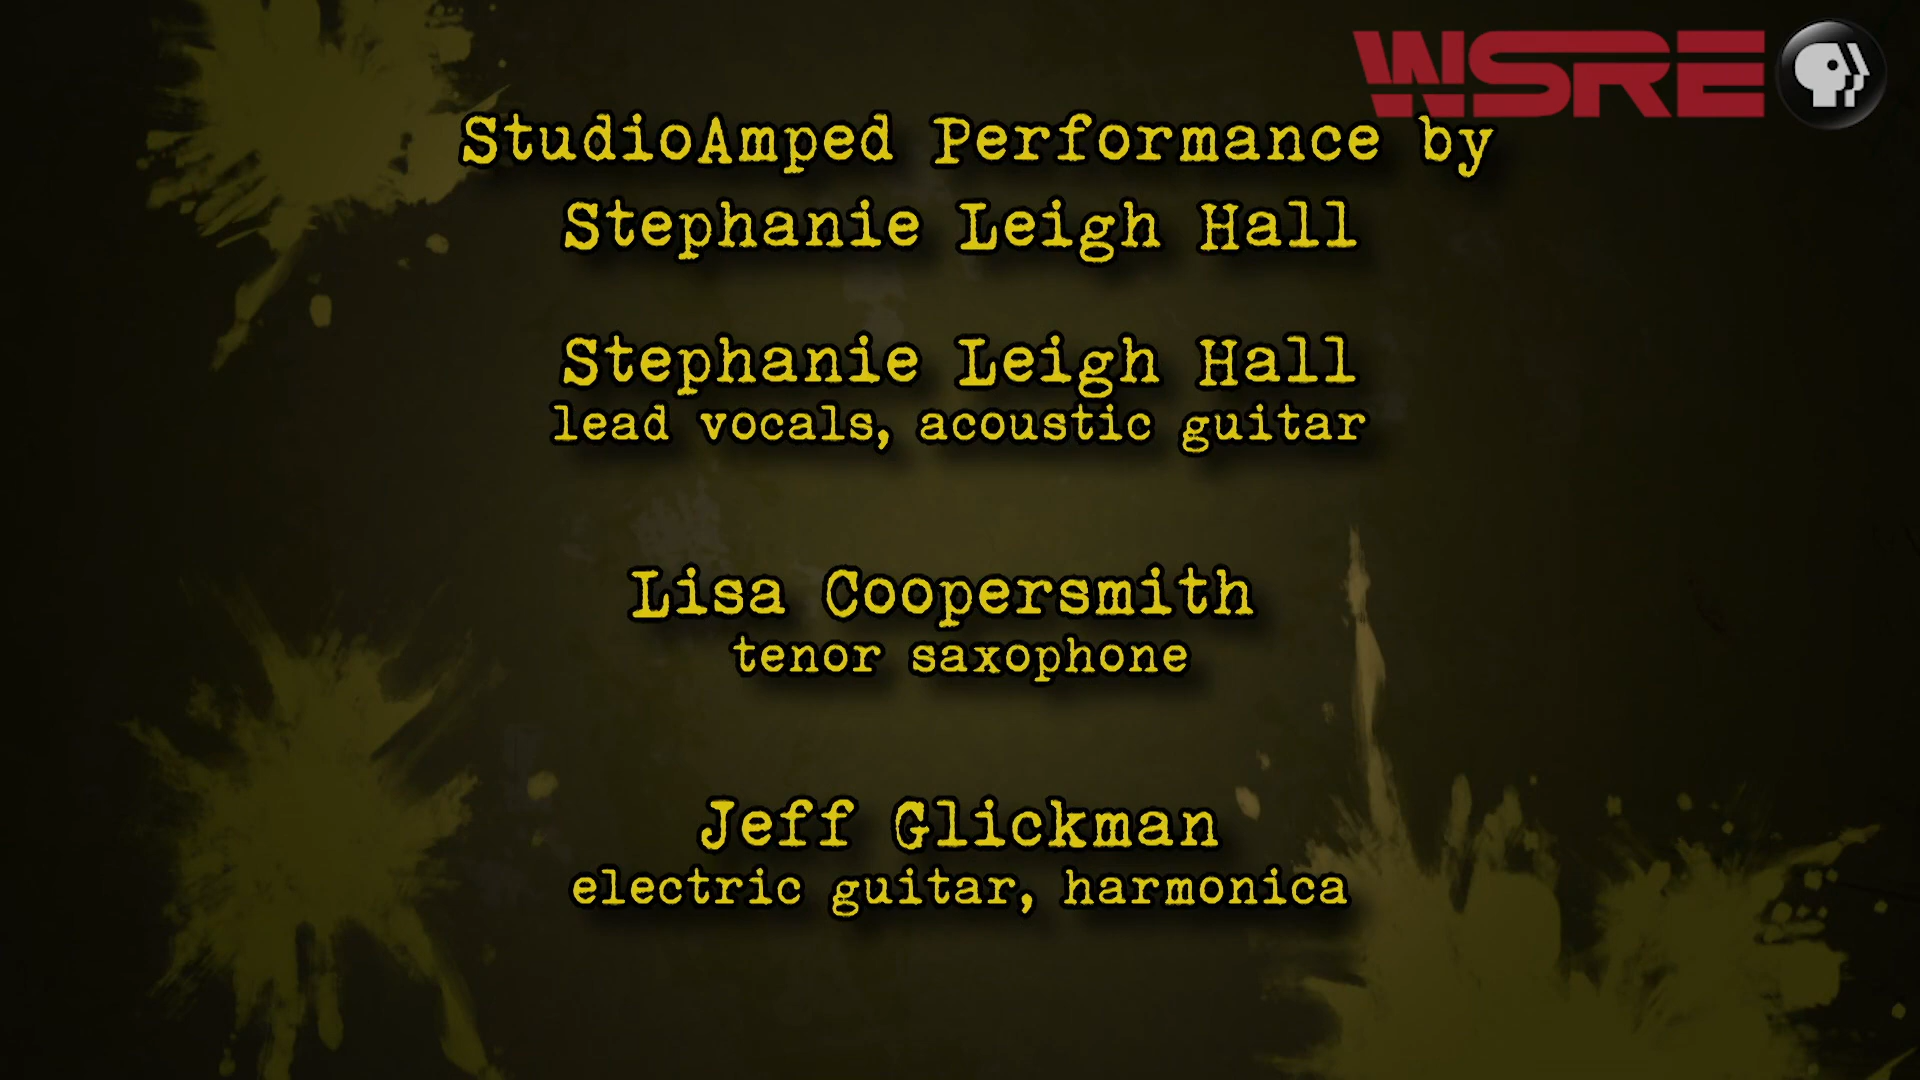 WSRE
StudioAmped Performance by
Stephanie Leigh Hall
Stephanie Leigh Hall
lead vocals, acoustic guitar
Lisa Coopersmith
tenor saxophone
Jeff Glickman
electric guitar, harmonica